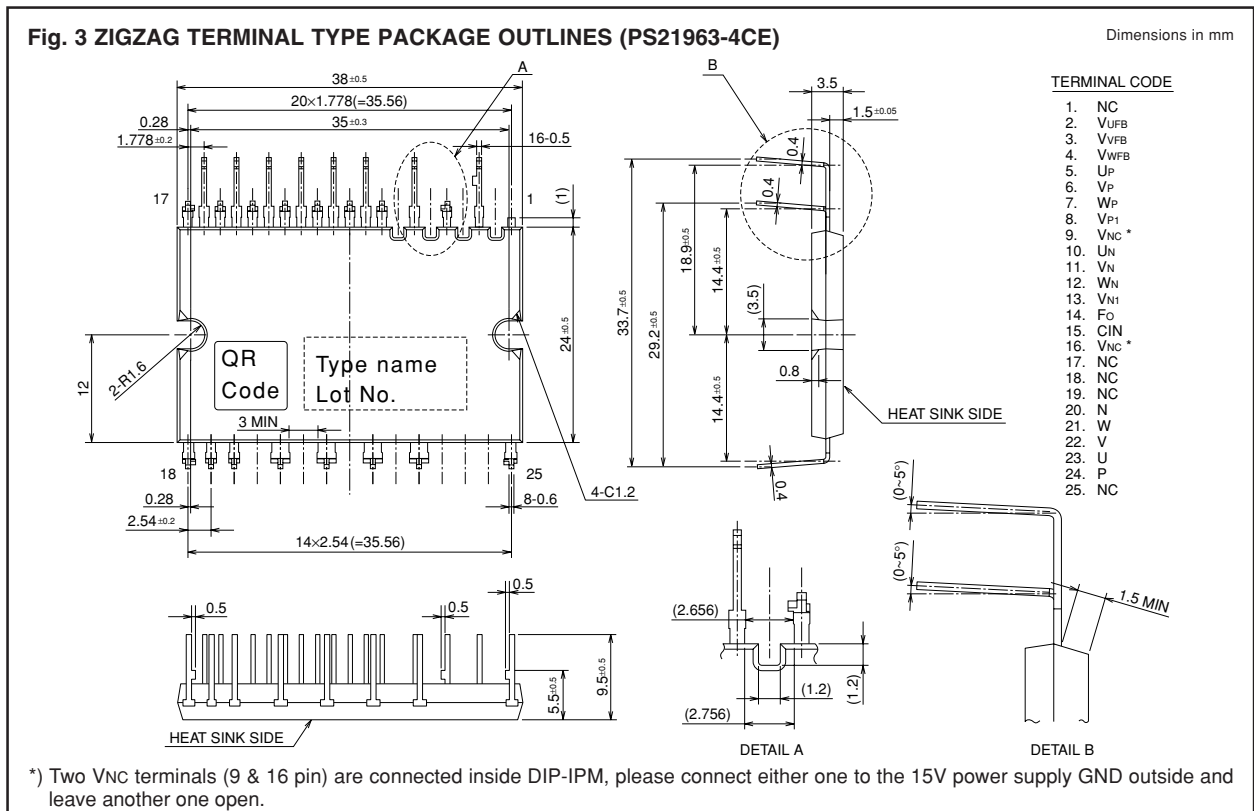 Fig. 3 ZIGZAG TERMINAL TYPE PACKAGE OUTLINES (PS21963-4CE)
Dimensions in mm
A
38±0.5
20×1.778(=35.56)
0.28
35±0.3
1.778±0.2
16-0.5
17
1
(1)
24±0.5
12
2-R1.6
QR
Code
Type name
Lot No.
3 MIN
18
25
0.28
4-C1.2
8-0.6
2.54±0.2
14×2.54(=35.56)
B
3.5
1.5±0.05
0.4
0.4
33.7±0.5
29.2±0.5
18.9±0.5
14.4±0.5
(3.5)
0.8
14.4±0.5
0.4
HEAT SINK SIDE
TERMINAL CODE
1. NC
2. VUFB
3. VVFB
4. VWFB
5. UP
6. VP
7. WP
8. VP1
9. VNC *
10. UN
11. VN
12. WN
13. VN1
14. FO
15. CIN
16. VNC *
17. NC
18. NC
19. NC
20. N
21. W
22. V
23. U
24. P
25. NC
0.5
0.5
0.5
5.5±0.5
9.5±0.5
HEAT SINK SIDE
(2.656)
(1.2)
(1.2)
(2.756)
DETAIL A
(0~5°)
(0~5°)
1.5 MIN
DETAIL B
*) Two VNC terminals (9 & 16 pin) are connected inside DIP-IPM, please connect either one to the 15V power supply GND outside and
leave another one open.